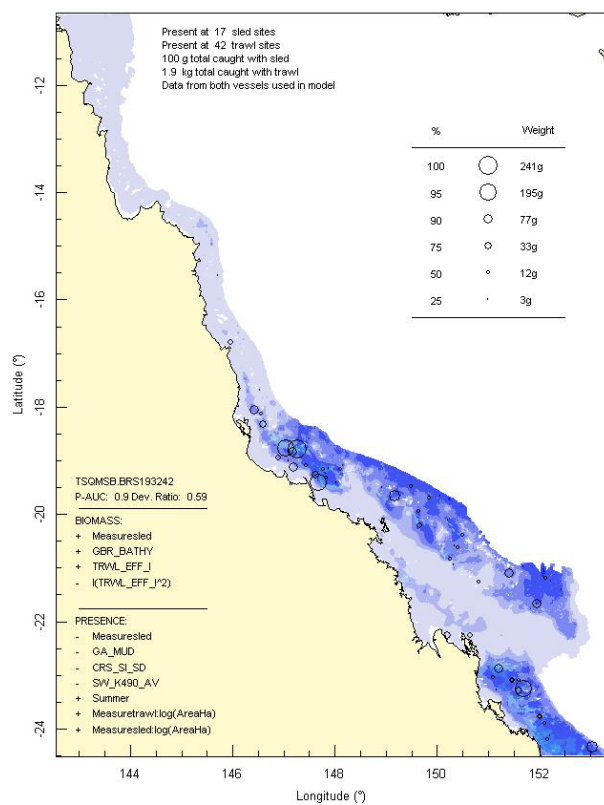 Present at 17 sled sites
Present at 42 trawl sites
100 g total caught with sled
1.9 kg total caught with trawl
Data from both vessels used in model
% Weight
100 241g
95 195g
90 77g
75 33g
50 12g
25 3g
-12
-14
-16
-18
-20
-22
-24
Latitude (°)
TSQMSB.BRS193242
P-AUC: 0.9 Dev. Ratio: 0.59
BIOMASS:
+ Measuresled
+ GBR_BATHY
+ TRWL_EFF_I
- I(TRWL_EFF_I^2)
PRESENCE:
- Measuresled
- GA_MUD
- CRS_SI_SD
- SW_K490_AV
+ Summer
+ Measuretrawl:log(AreaHa)
+ Measuresled:log(AreaHa)
144 146 148 150 152
Longitude (°)